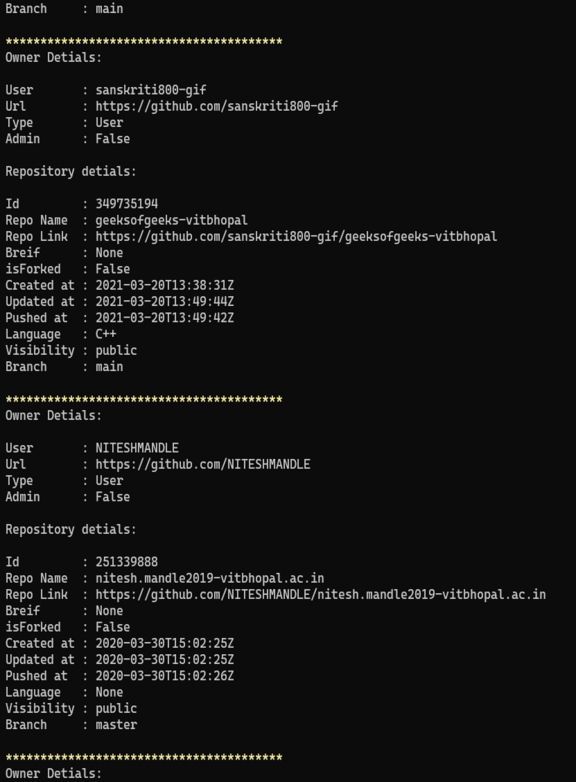 Branch     : main
****************************************
Owner Detials:
User       : sanskriti800-gif
Url        : https://github.com/sanskriti800-gif
Type       : User
Admin      : False
Repository detials:
Id         : 349735194
Repo Name  : geeksofgeeks-vitbhopal
Repo Link  : https://github.com/sanskriti800-gif/geeksofgeeks-vitbhopal
Breif      : None
isForked   : False
Created at : 2021-03-20T13:38:31Z
Updated at : 2021-03-20T13:49:44Z
Pushed at  : 2021-03-20T13:49:42Z
Language   : C++
Visibility : public
Branch     : main
****************************************
Owner Detials:
User       : NITESHMANDLE
Url        : https://github.com/NITESHMANDLE
Type       : User
Admin      : False
Repository detials:
Id         : 251339888
Repo Name  : nitesh.mandle2019-vitbhopal.ac.in
Repo Link  : https://github.com/NITESHMANDLE/nitesh.mandle2019-vitbhopal.ac.in
Breif      : None
isForked   : False
Created at : 2020-03-30T15:02:25Z
Updated at : 2020-03-30T15:02:25Z
Pushed at  : 2020-03-30T15:02:26Z
Language   : None
Visibility : public
Branch     : master
****************************************
Owner Detials: